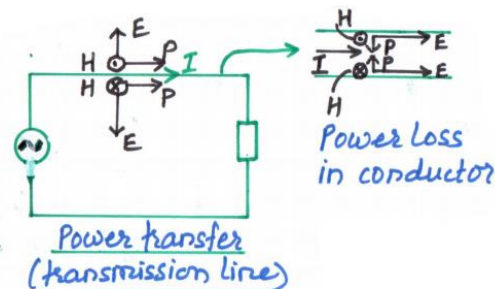 E
H
P
I
H
P
E
H
P
E
I
P
E
H
Power Loss
in conductor
Power transfer
(transmission line)